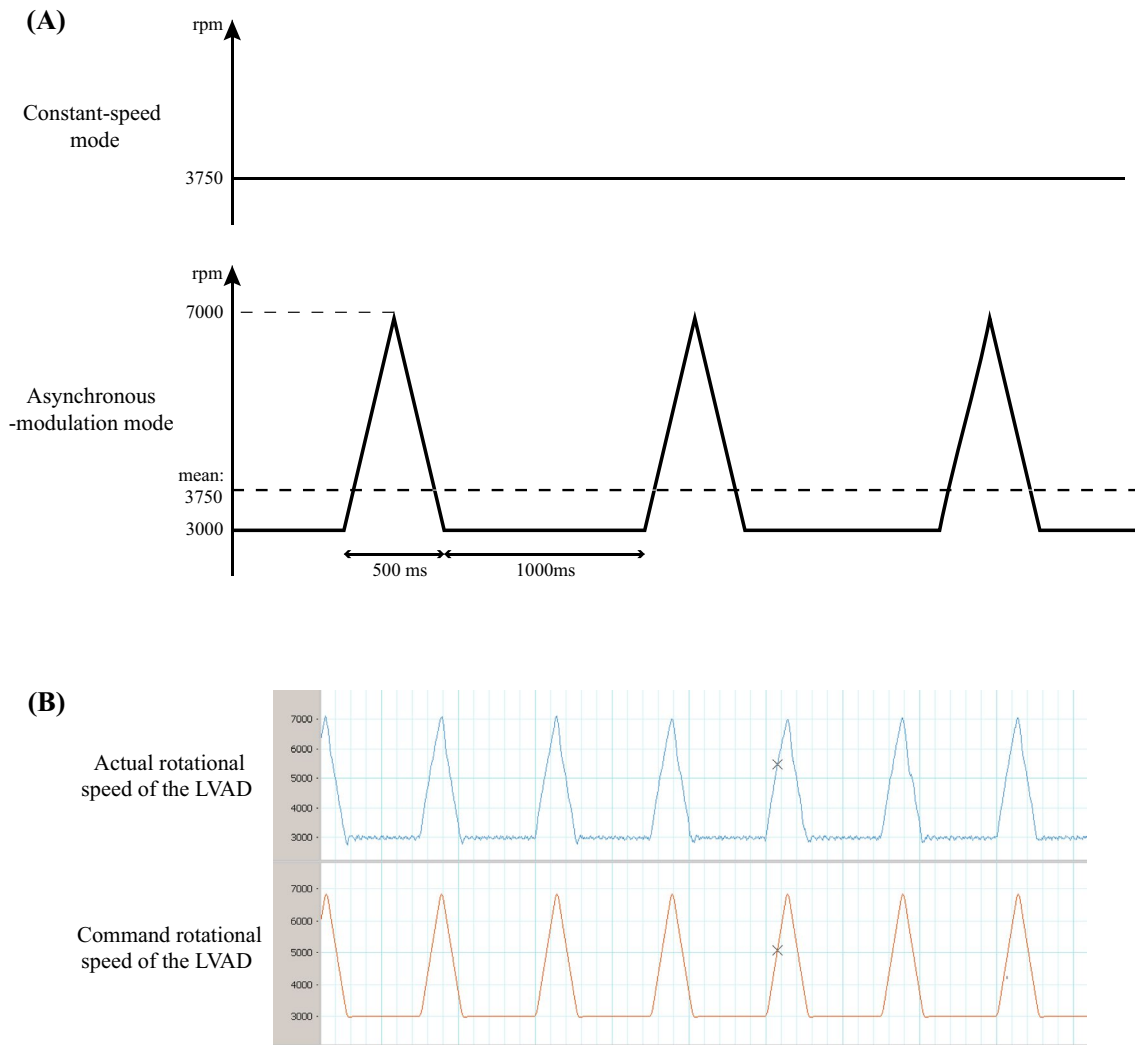 (A)
rpm
Constant-speed
mode
3750
rpm
7000
Asynchronous
-modulation mode
mean:
3750
3000
500 ms
1000ms
(B)
Actual rotational
speed of the LVAD
7000
6000
5000
4000
3000
Command rotational
speed of the LVAD
7000
6000
5000
4000
3000